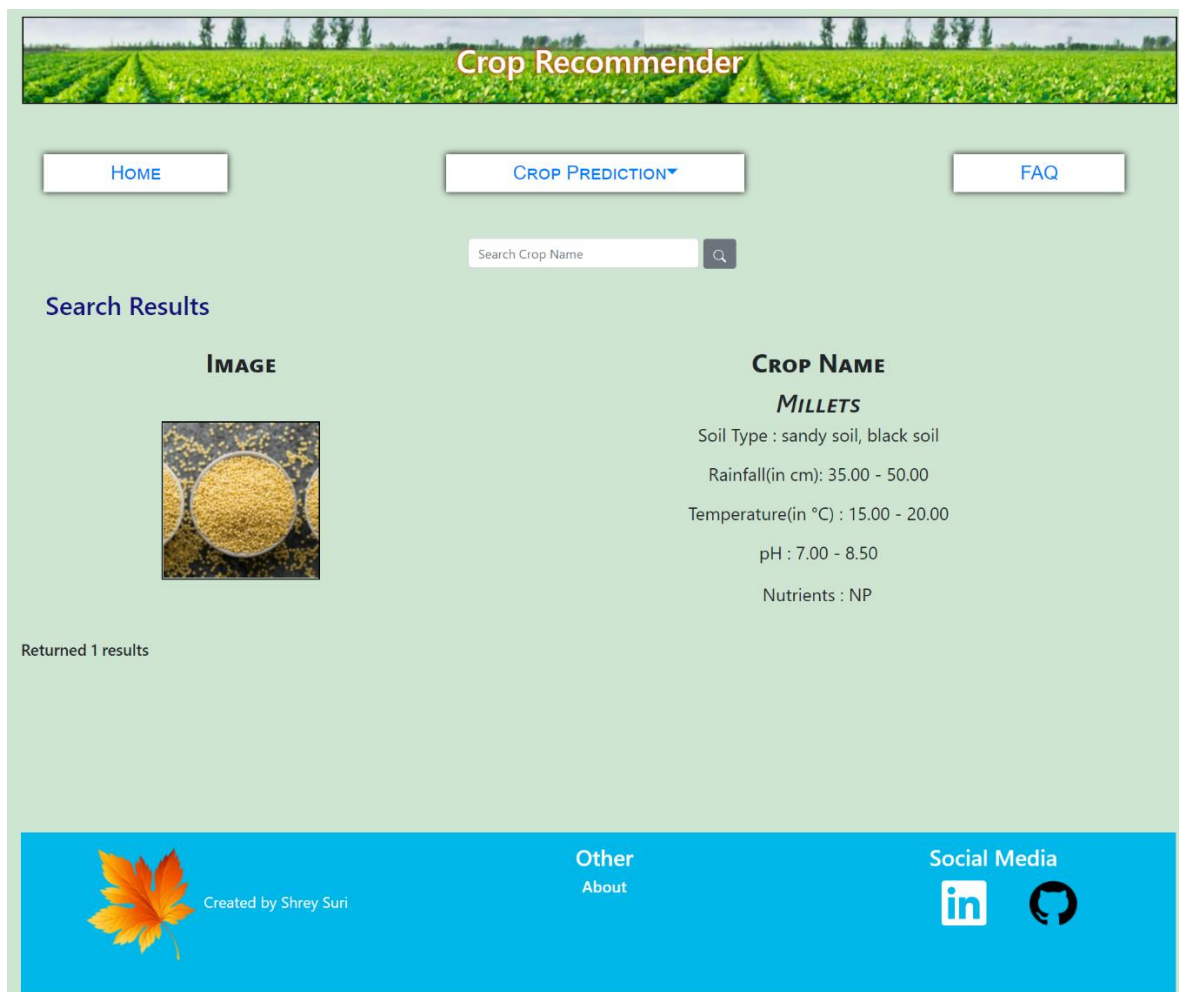 Crop Recommender
Home
Crop Prediction
FAQ
Search Crop Name
Search Results
Image
Crop Name
Millets
Soil Type : sandy soil, black soil
Rainfall(in cm): 35.00 - 50.00
Temperature(in °C) : 15.00 - 20.00
pH : 7.00 - 8.50
Nutrients : NP
Returned 1 results
Created by Shrey Suri
Other
About
Social Media
in